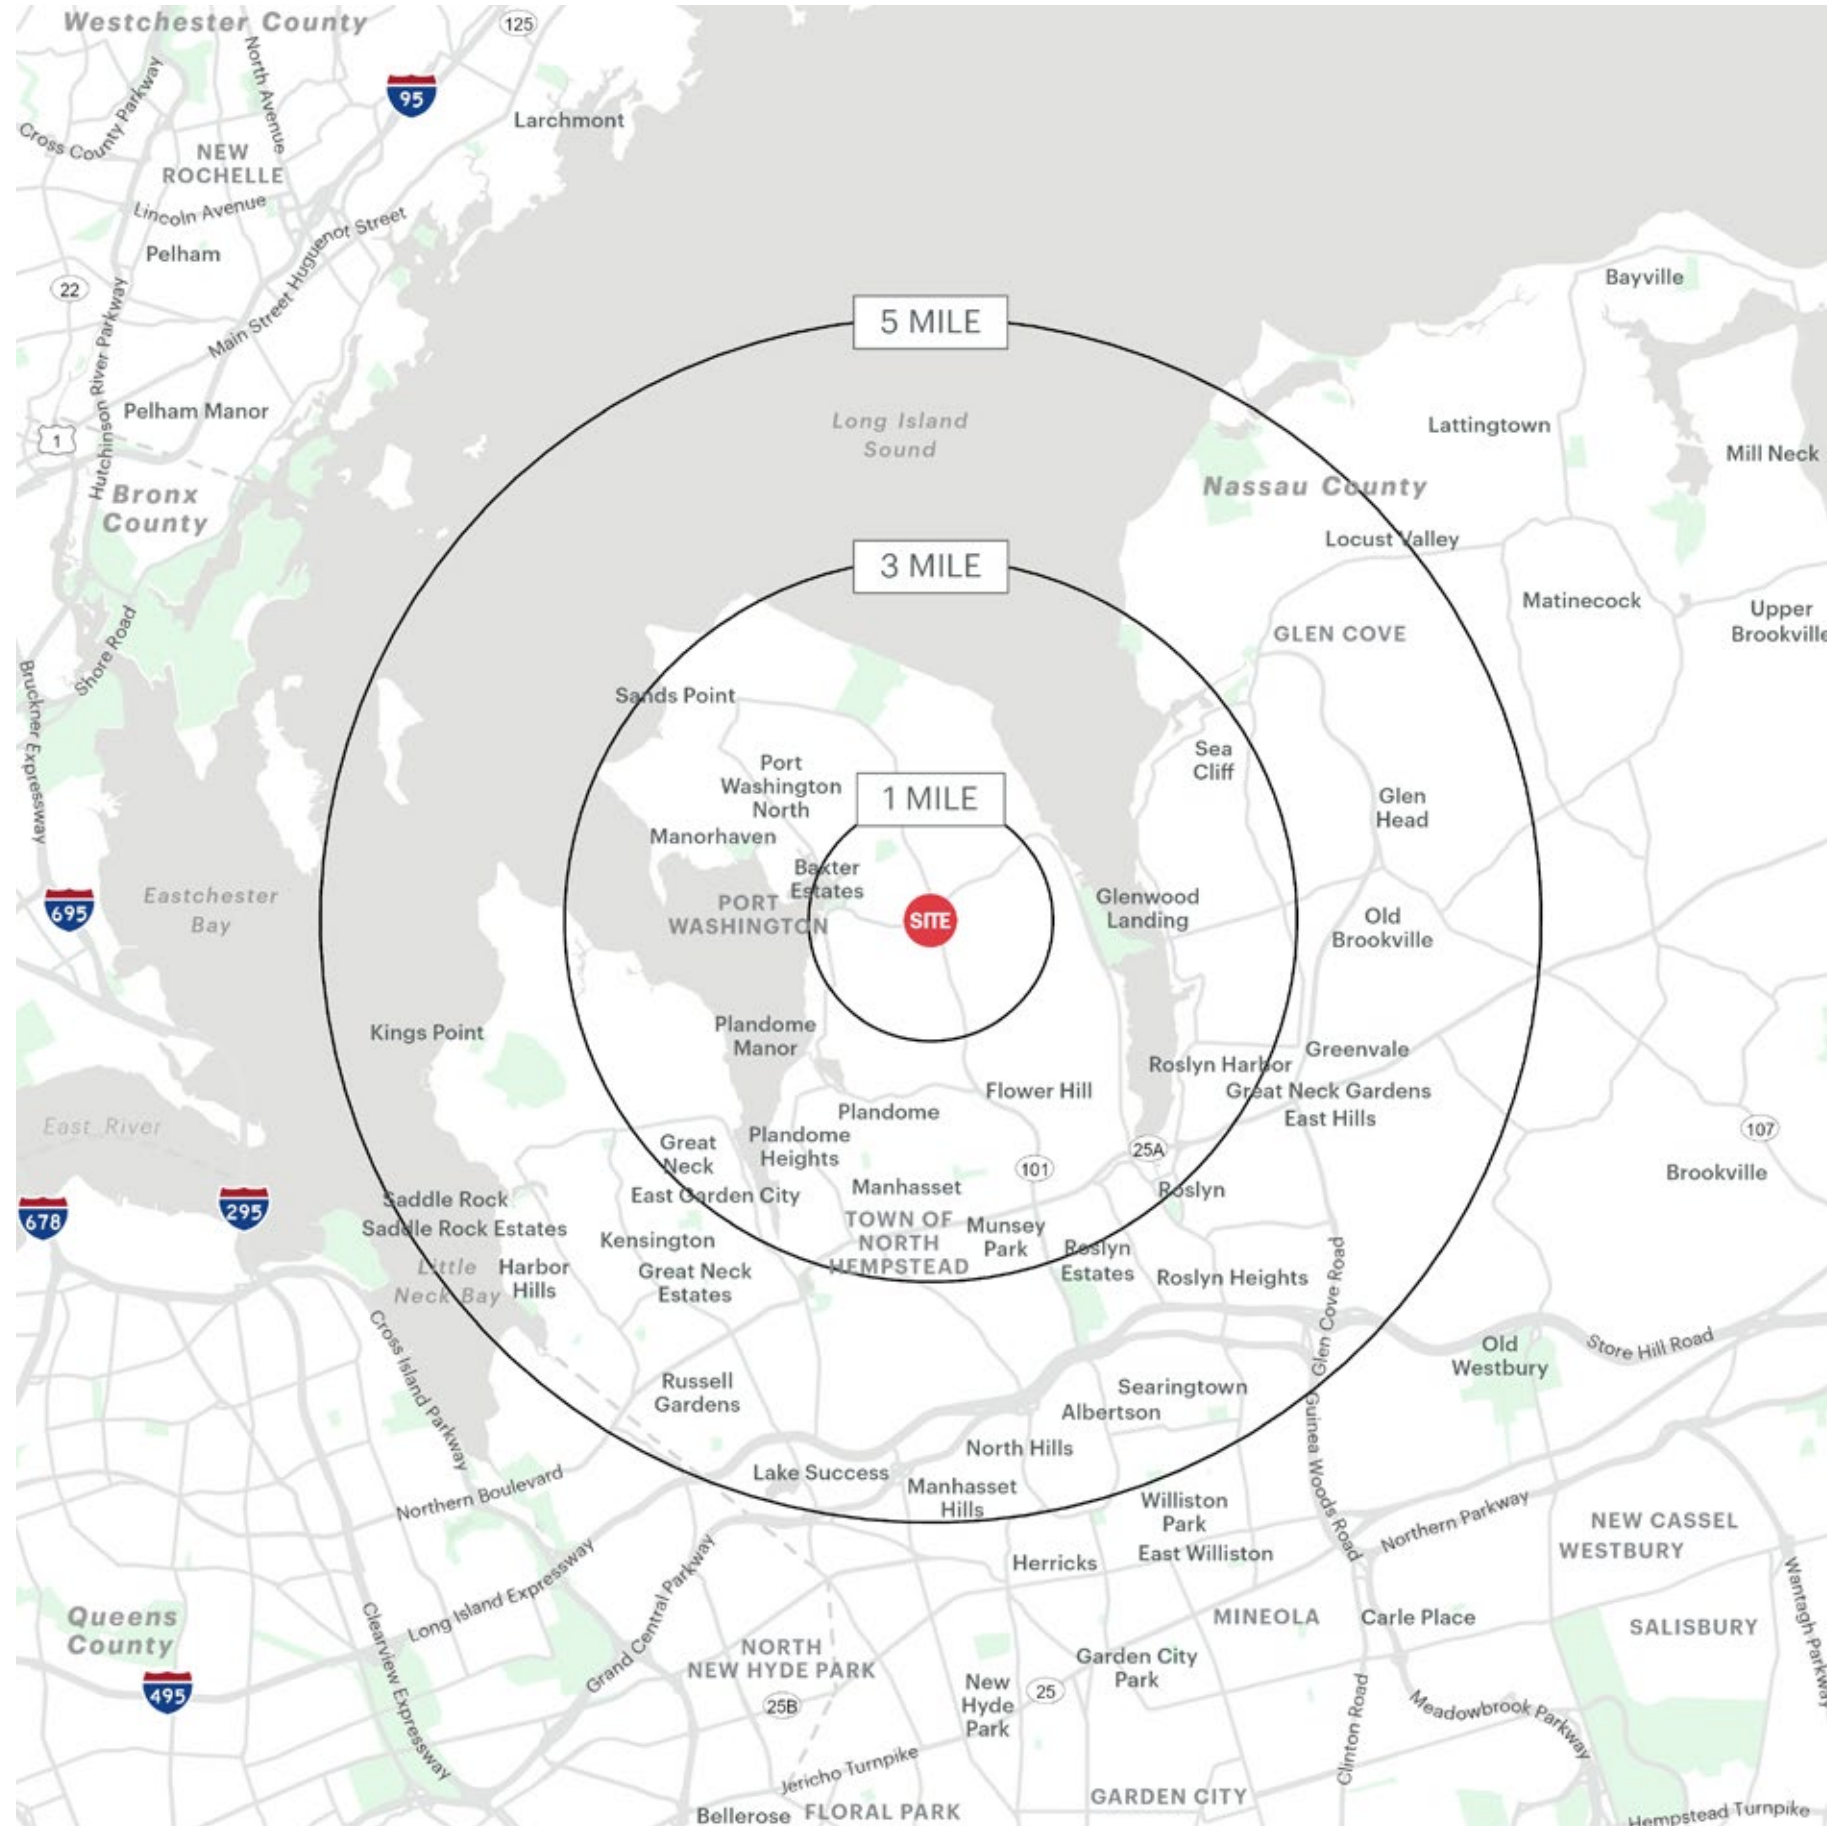 Westchester County
125
North Avenue
95
Cross County Parkway
Larchmont
NEW
ROCHELLE
Lincoln Avenue
Main Street Huguenot Street
Pelham
22
Hutchinson River Parkway
Bayville
5 MILE
Pelham Manor
1
Long Island
Sound
Lattingtown
Mill Neck
Nassau County
Bronx
County
Locust Valley
3 MILE
Matinecock
Upper
Brookville
GLEN COVE
Shore Road
Bruckner Expressway
Sands Point
Sea
Cliff
Port
Washington
North
1 MILE
Glen
Head
Manorhaven
Baxter
Estates
695
Eastchester
Bay
PORT
WASHINGTON
SITE
Glenwood
Landing
Old
Brookville
Kings Point
Plandome
Manor
Greenvale
Roslyn Harbor
Flower Hill
Great Neck Gardens
East Hills
Plandome
East River
Great
Neck
Plandome
Heights
25A
107
101
Brookville
Saddle Rock
East Garden City
Manhasset
Roslyn
678
295
Saddle Rock Estates
Kensington
TOWN OF
NORTH
HEMPSTEAD
Munsey
Park
Little
Neck Bay
Harbor
Hills
Great Neck
Estates
Roslyn
Estates
Roslyn Heights
Glen Cove Road
Cross Island Parkway
Old
Westbury
Store Hill Road
Russell
Gardens
Searingtown
Albertson
Guinea Woods Road
North Hills
Lake Success
Manhasset
Hills
Northern Boulevard
Williston
Park
Northern Parkway
NEW CASSEL
WESTBURY
East Williston
Herricks
Long Island Expressway
Grand Central Parkway
Wantagh Parkway
Queens
County
Clearview Expressway
MINEOLA
Carle Place
SALISBURY
NORTH
NEW HYDE PARK
Garden City
Park
495
25B
New
Hyde
Park
25
Clinton Road
Meadowbrook Parkway
Jericho Turnpike
GARDEN CITY
Bellerose
FLORAL PARK
Hempstead Turnpike